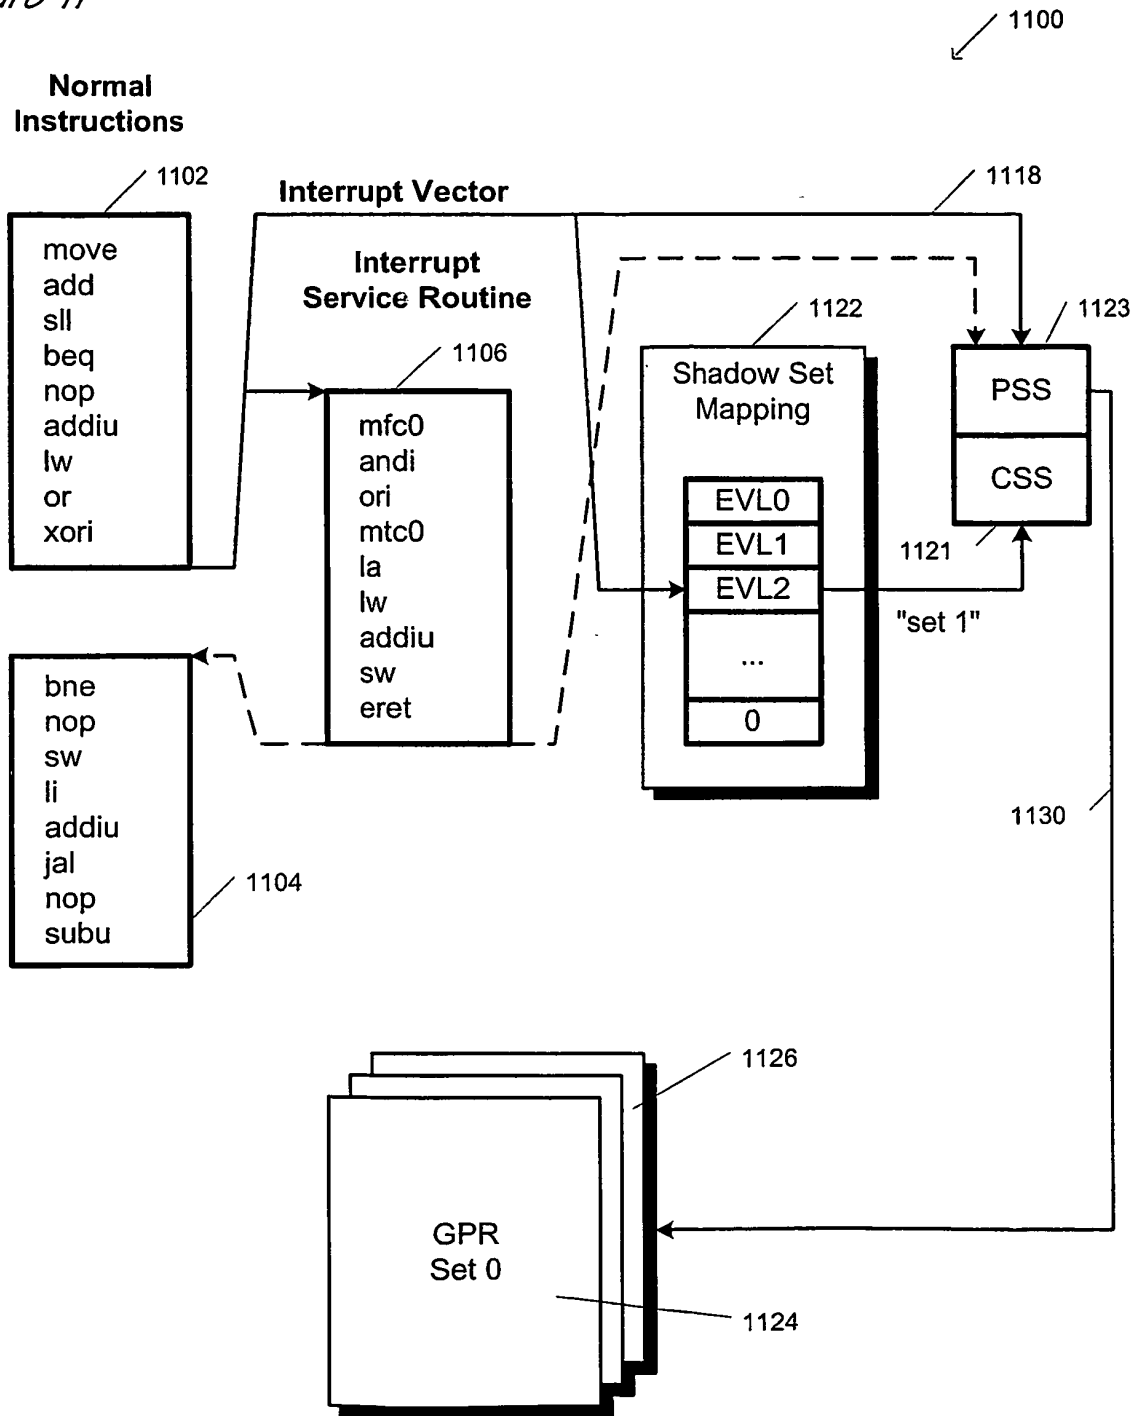 1100
Normal
Instructions
1102
move
add
sll
beq
nop
addiu
lw
or
xori
Interrupt Vector
1118
Interrupt
Service Routine
1106
mfc0
andi
ori
mtc0
la
lw
addiu
sw
eret
1122
Shadow Set
Mapping
EVL0
EVL1
EVL2
...
0
1123
PSS
CSS
1121
"set 1"
bne
nop
sw
li
addiu
jal
nop
subu
1104
1130
1126
GPR
Set 0
1124